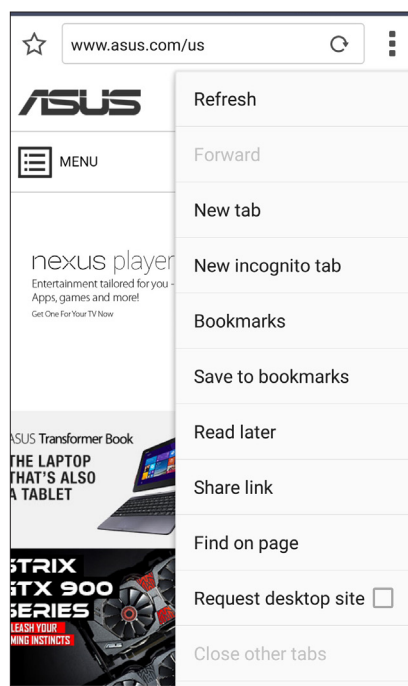 www.asus.com/us
ASUS
MENU
nexus player
Entertainment tailored for you -
Apps, games and more!
Get One For Your TV Now
ASUS Transformer Book
THE LAPTOP
THAT'S ALSO
A TABLET
STRIX
GTX 900
SERIES
LEASH YOUR
MING INSTINCTS
ASUS
Refresh
Forward
New tab
New incognito tab
Bookmarks
Save to bookmarks
Read later
Share link
Find on page
Request desktop site
Close other tabs